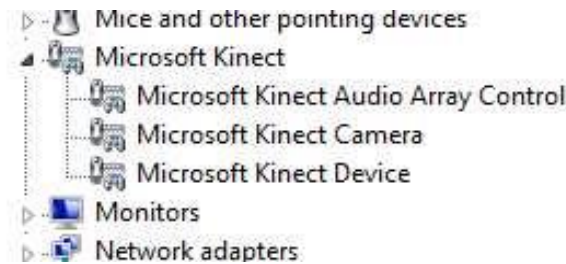 Mice and other pointing devices
Microsoft Kinect
Microsoft Kinect Audio Array Control
Microsoft Kinect Camera
Microsoft Kinect Device
Monitors
Network adapters